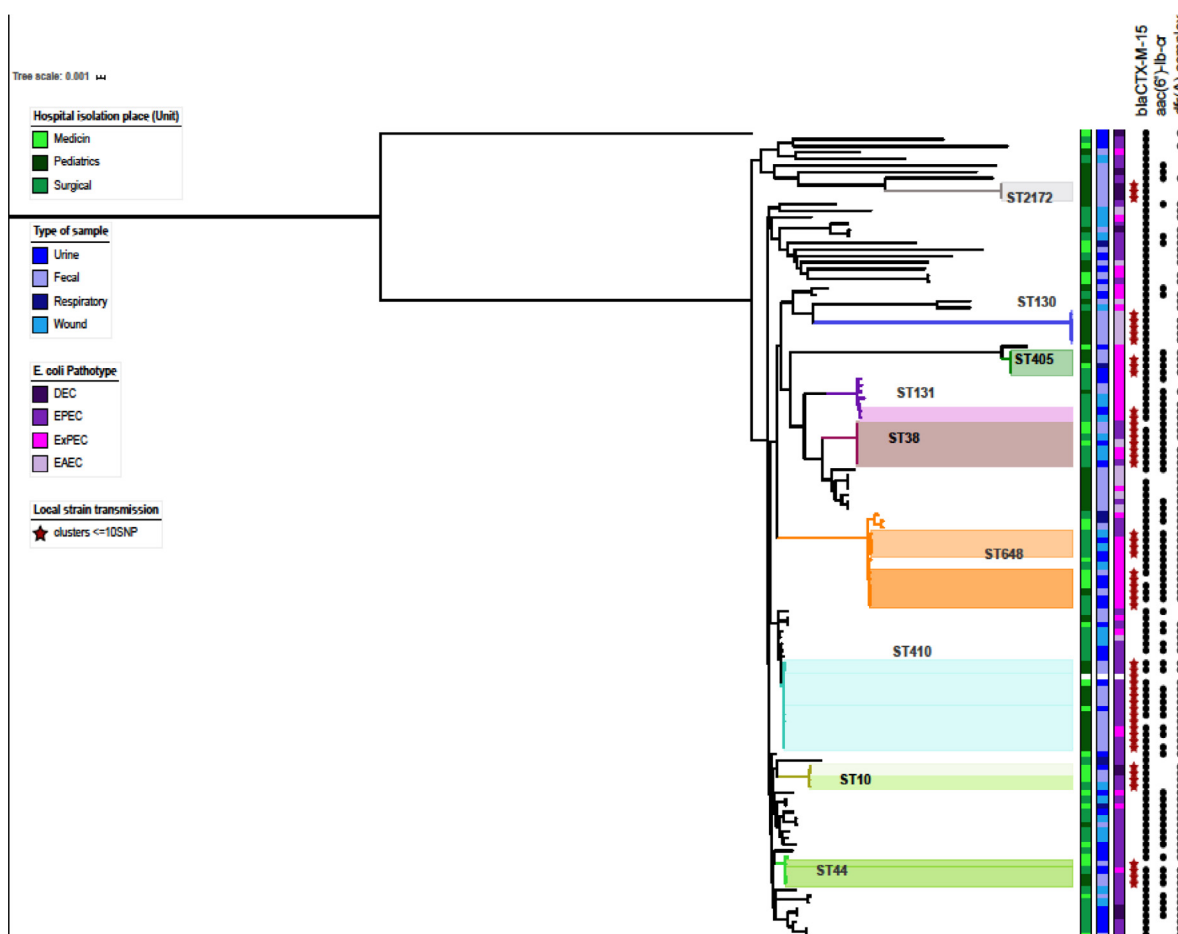 blaCTX-M-15
aac(6')-Ib-cr
Tree scale: 0.001
Hospital isolation place (Unit)
Medicin
Pediatrics
Surgical
ST2172
Type of sample
Urine
Fecal
Respiratory
Wound
ST130
E. coli Pathotype
DEC
EPEC
ExPEC
EAEC
ST405
ST131
ST38
Local strain transmission
clusters <=10SNP
ST648
ST410
ST10
ST44